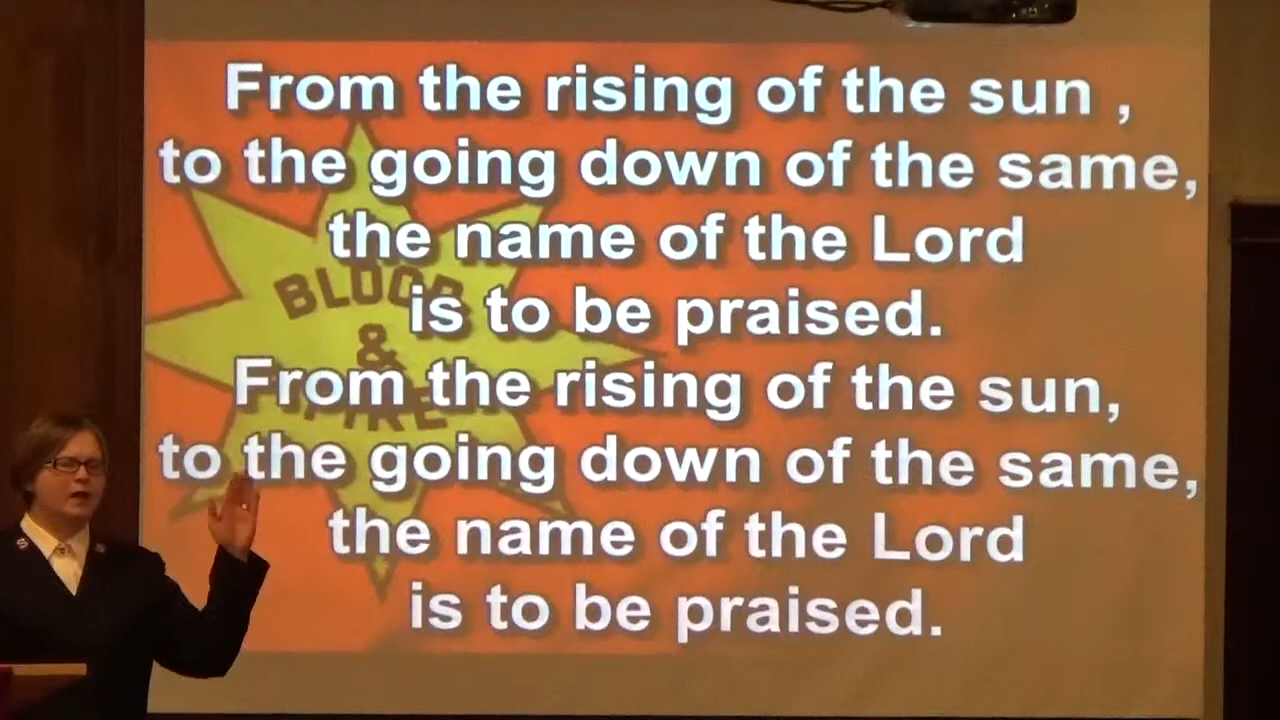 From the rising of the sun ,
to the going down of the same,
the name of the Lord
is to be praised.
From the rising of the sun,
to the going down of the same,
the name of the Lord
is to be praised.
BLOOD
&
FIRE